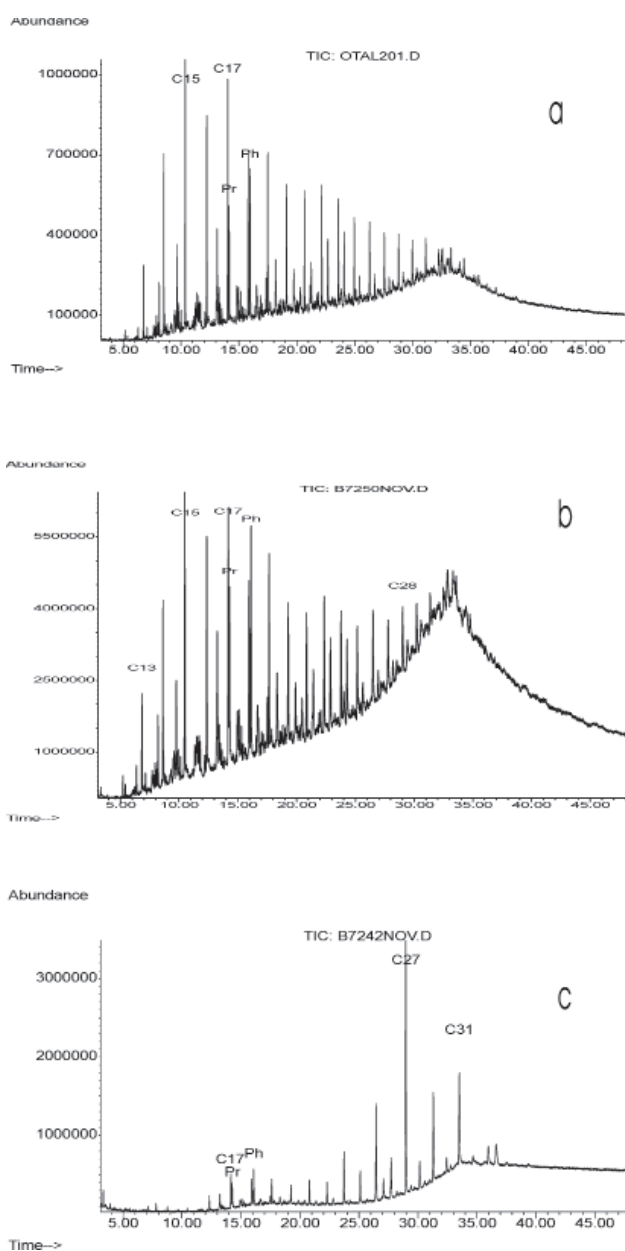 Abundance
TIC: OTAL201.D
1000000
C15
C17
a
700000
Ph
Pr
400000
100000
5.00 10.00 15.00 20.00 25.00 30.00 35.00 40.00 45.00
Time-->
Abundance
TIC: B7250NOV.D
C15
C17
Ph
b
5500000
Pr
C28
4000000
C13
2500000
1000000
5.00 10.00 15.00 20.00 25.00 30.00 35.00 40.00 45.00
Time-->
Abundance
TIC: B7242NOV.D
C27
3000000
c
C31
2000000
1000000
C17
Ph
Pr
5.00 10.00 15.00 20.00 25.00 30.00 35.00 40.00 45.00
Time-->